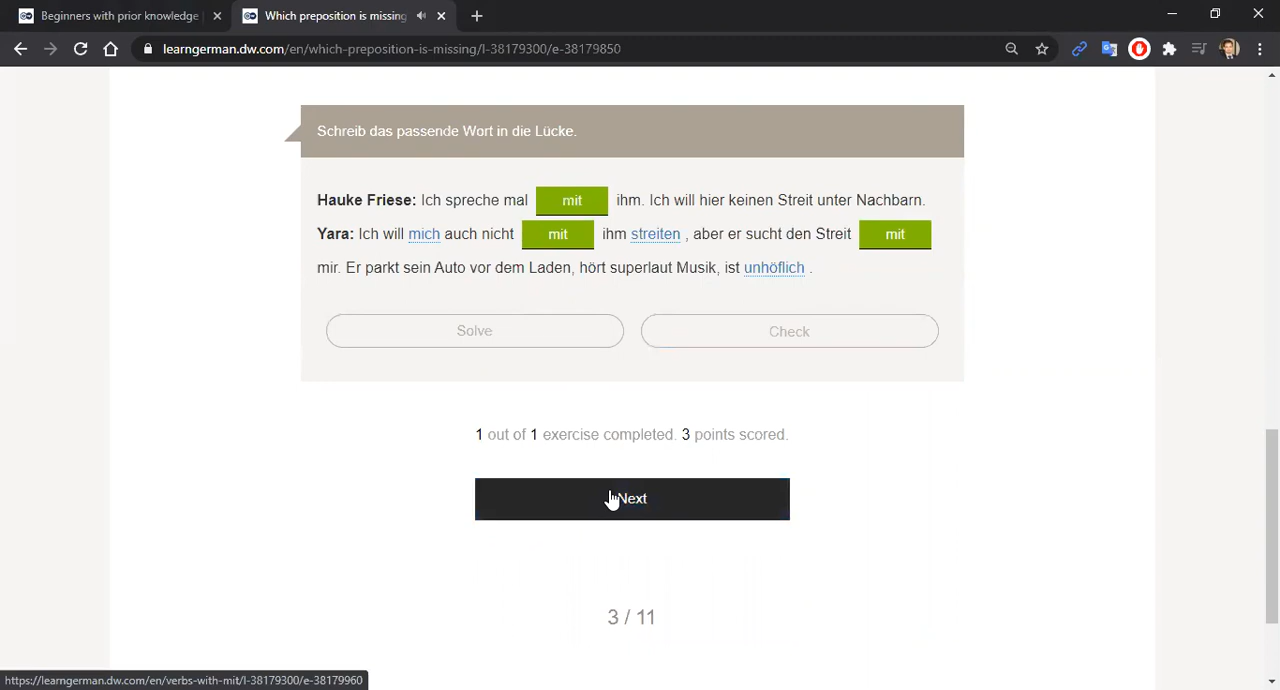 Beginners with prior knowledge
Which preposition is missing
learngerman.dw.com/en/which-preposition-is-missing/l-38179300/e-38179850
Schreib das passende Wort in die Lücke.
Hauke Friese: Ich spreche mal mit ihm. Ich will hier keinen Streit unter Nachbarn.
Yara: Ich will mich auch nicht mit ihm streiten , aber er sucht den Streit mit
mir. Er parkt sein Auto vor dem Laden, hört superlaut Musik, ist unhöflich .
Solve Check
1 out of 1 exercise completed. 3 points scored.
Next
3 / 11
https://learngerman.dw.com/en/verbs-with-mit/l-38179300/e-38179960